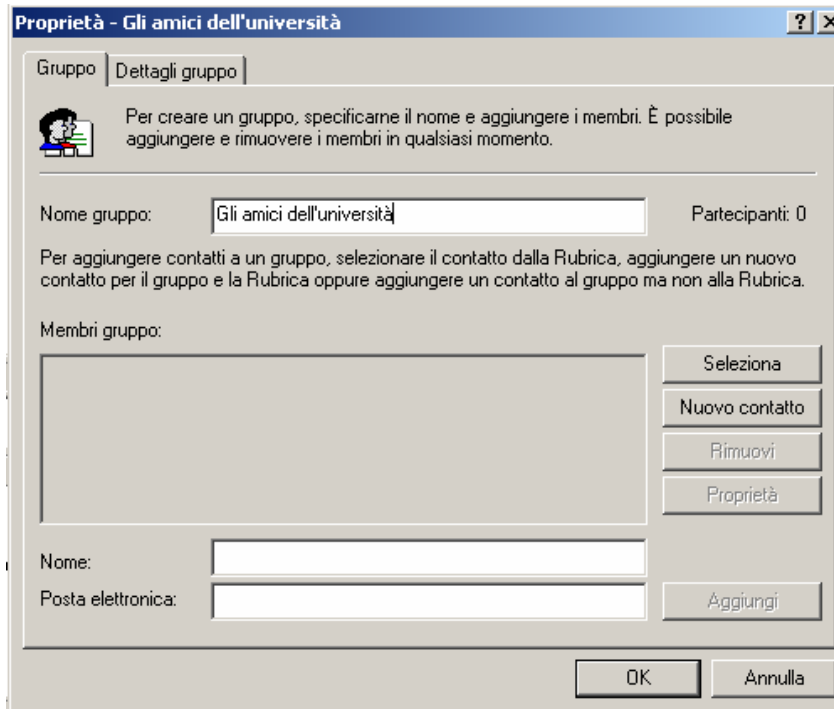 Proprietà - Gli amici dell'università
Gruppo
Dettagli gruppo
Per creare un gruppo, specificarne il nome e aggiungere i membri. È possibile
aggiungere e rimuovere i membri in qualsiasi momento.
Nome gruppo:
Gli amici dell'università
Partecipanti: 0
Per aggiungere contatti a un gruppo, selezionare il contatto dalla Rubrica, aggiungere un nuovo
contatto per il gruppo e la Rubrica oppure aggiungere un contatto al gruppo ma non alla Rubrica.
Membri gruppo:
Seleziona
Nuovo contatto
Rimuovi
Proprietà
Nome:
Posta elettronica:
Aggiungi
OK
Annulla